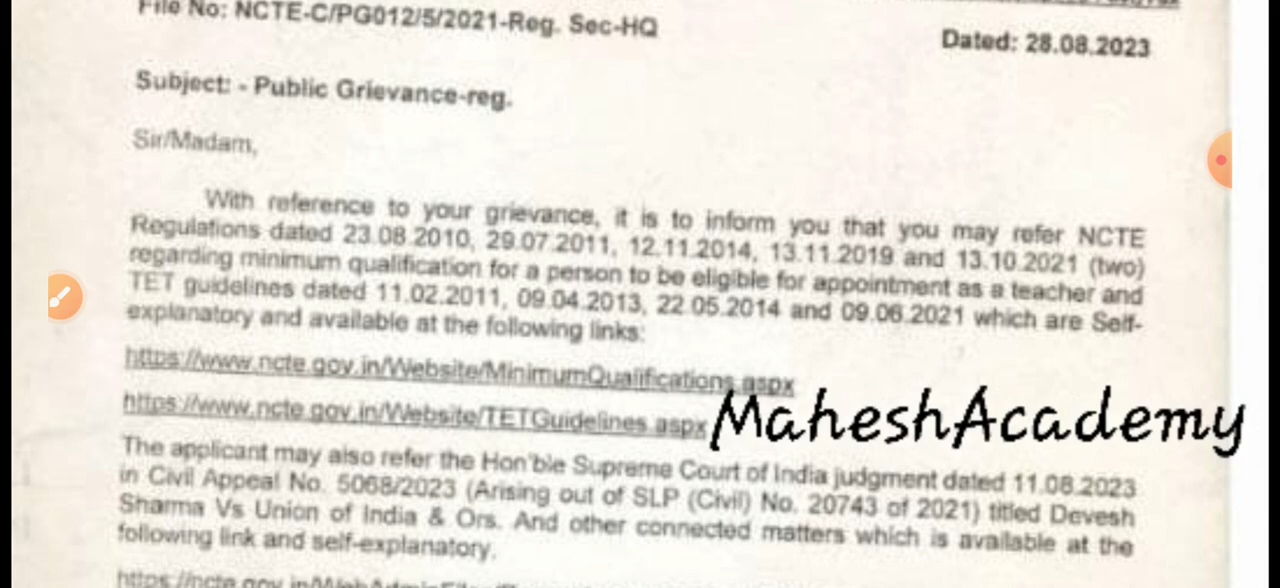 File No: NCTE-C/PG012/5/2021-Reg. Sec-HQ
Dated: 28.08.2023
Subject: - Public Grievance-reg.
Sir/Madam,
With reference to your grievance, it is to inform you that you may refer NCTE
Regulations dated 23.08.2010, 29.07.2011, 12.11.2014, 13.11.2019 and 13.10.2021 (two)
regarding minimum qualification for a person to be eligible for appointment as a teacher and
TET guidelines dated 11.02.2011, 09.04.2013, 22.05.2014 and 09.06.2021 which are Self-
explanatory and available at the following links:
https://www.ncte.gov.in/Website/MinimumQualifications.aspx
https://www.ncte.gov.in/Website/TETGuidelines.aspx
MaheshAcademy
The applicant may also refer the Hon'ble Supreme Court of India judgment dated 11.08.2023
in Civil Appeal No. 5068/2023 (Arising out of SLP (Civil) No. 20743 of 2021) titled Devesh
Sharma Vs Union of India & Ors. And other connected matters which is available at the
following link and self-explanatory.